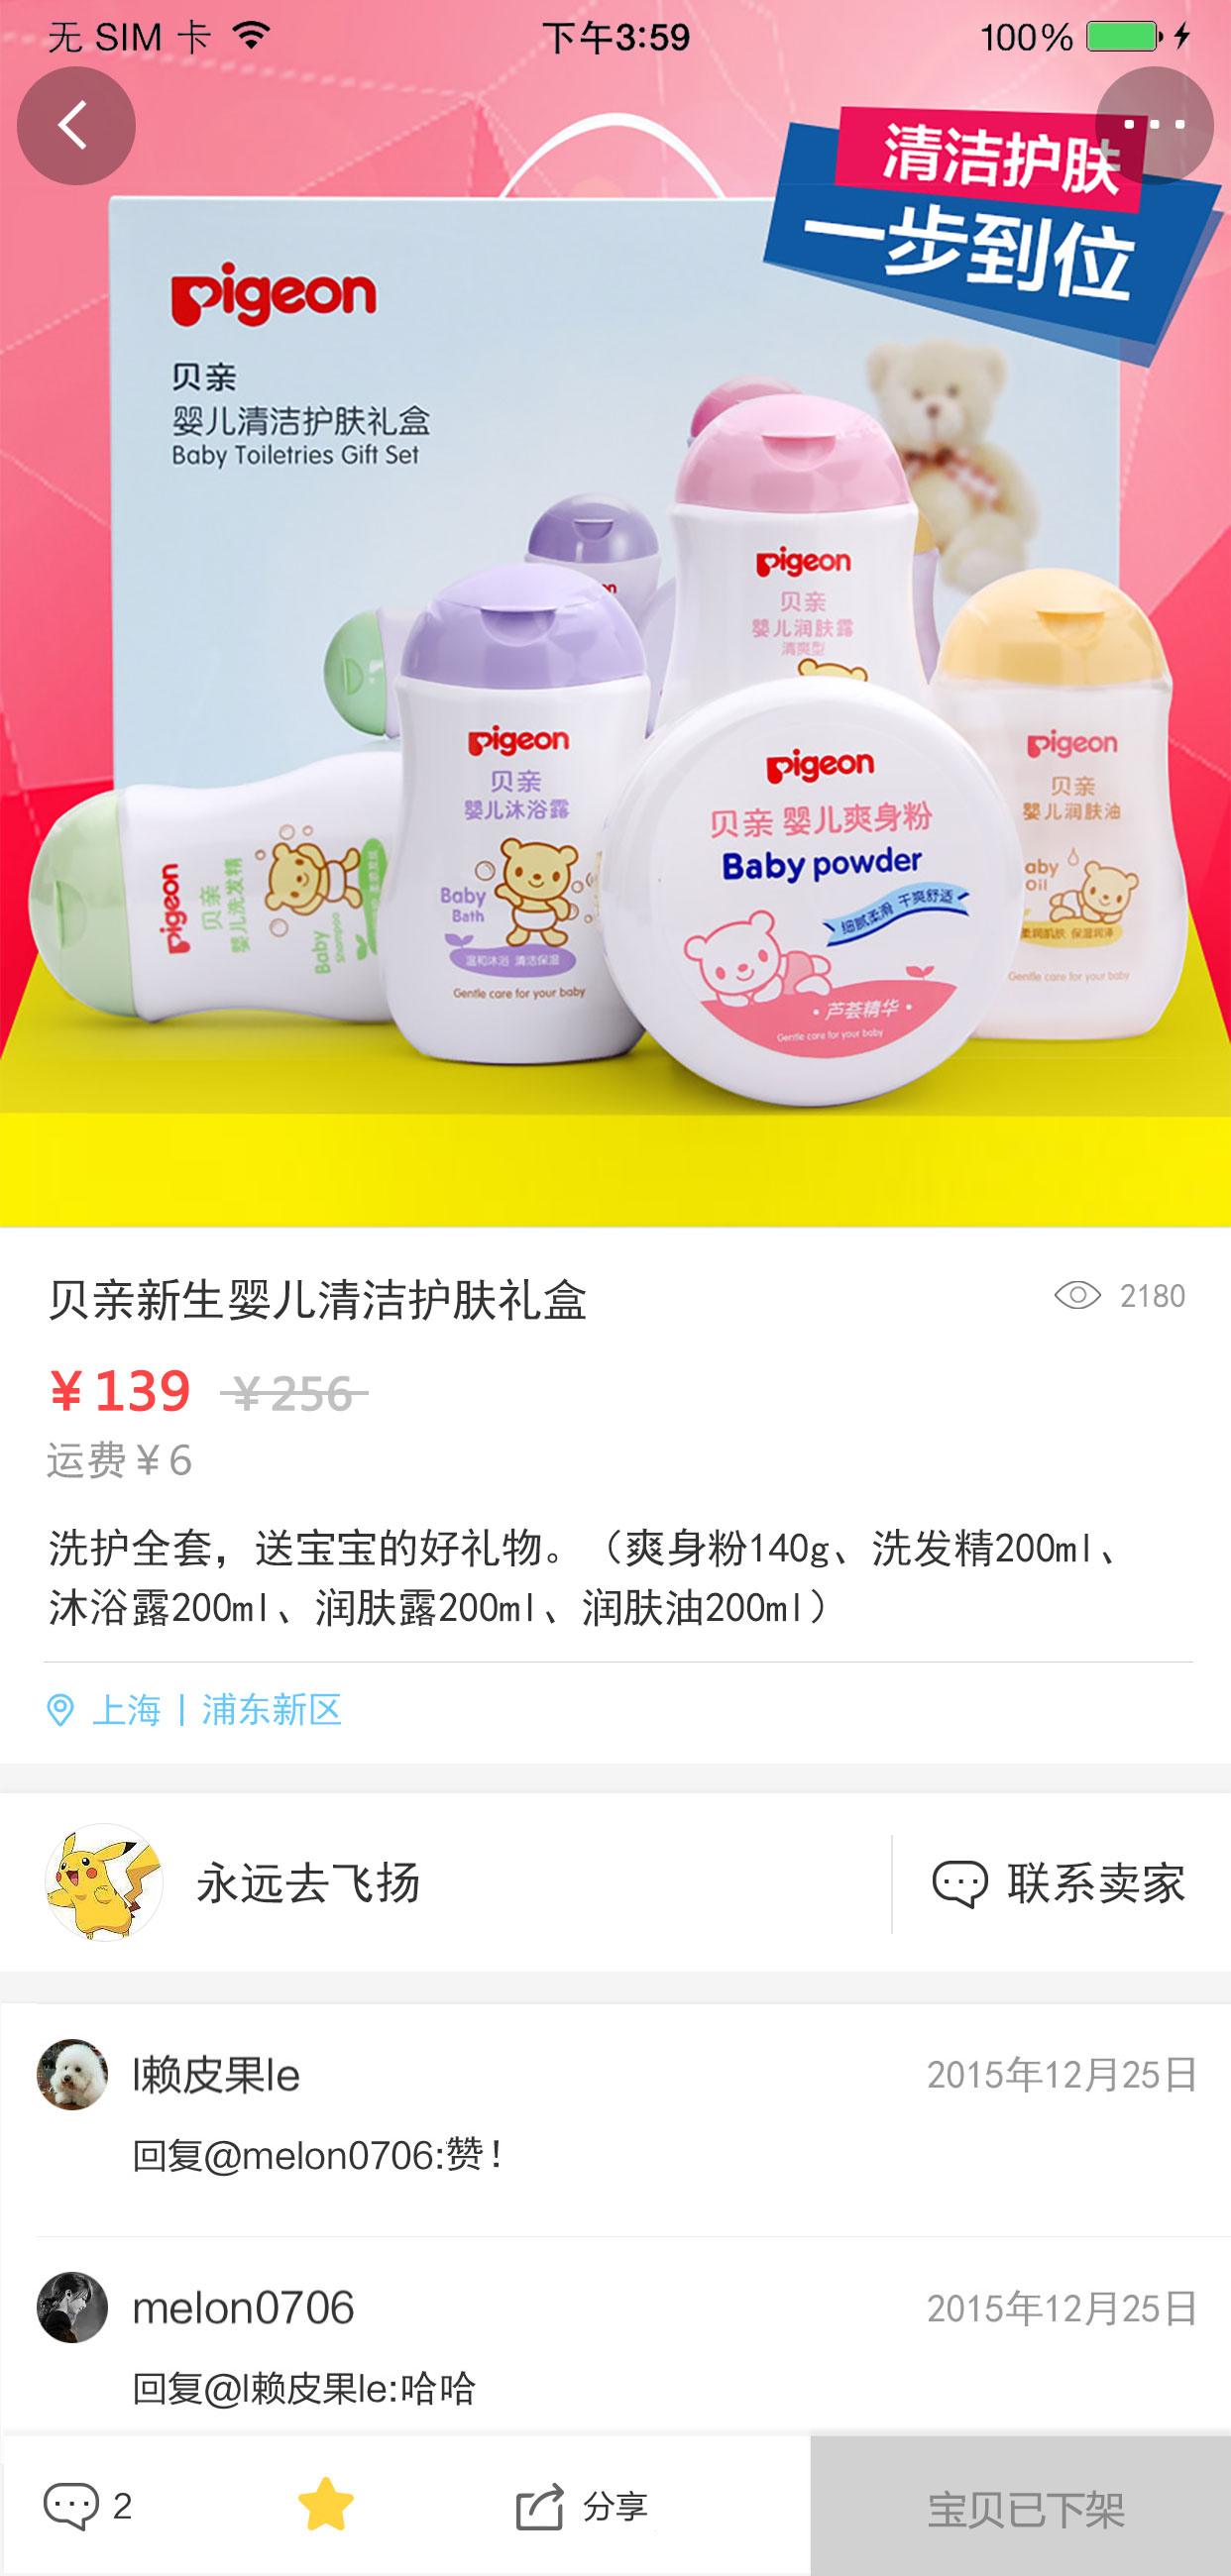 无 SIM 卡
下午3:59
100%
清洁护肤
一步到位
pigeon
贝亲
婴儿清洁护肤礼盒
Baby Toiletries Gift Set
pigeon
贝亲
婴儿润肤露
清爽型
pigeon
贝亲
婴儿沐浴露
Baby
Bath
温和沐浴 清洁保湿
Gentle care for your baby
pigeon
贝亲 婴儿爽身粉
Baby powder
细腻柔滑 干爽舒适
·芦荟精华·
Gentle care for your baby
pigeon
贝亲
婴儿润肤油
aby
Oil
柔润肌肤 保湿润泽
Gentle care for your baby
pigeon
贝亲
婴儿洗发精
Baby
Shampoo
贝亲新生婴儿清洁护肤礼盒
2180
¥139 ¥256
运费¥6
洗护全套，送宝宝的好礼物。（爽身粉140g、洗发精200ml、
沐浴露200ml、润肤露200ml、润肤油200ml）
上海 | 浦东新区
永远去飞扬
联系卖家
l赖皮果le
2015年12月25日
回复@melon0706:赞！
melon0706
2015年12月25日
回复@l赖皮果le:哈哈
2
分享
宝贝已下架